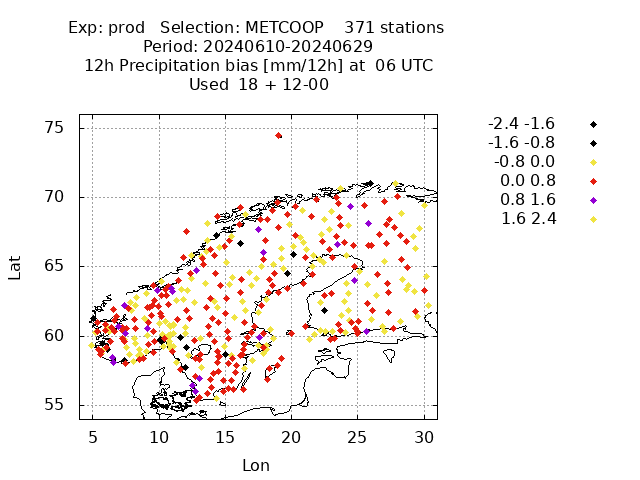 Exp: prod   Selection: METCOOP    371 stations
Period: 20240610-20240629
12h Precipitation bias [mm/12h] at  06 UTC
Used  18 + 12-00
-2.4 -1.6
-1.6 -0.8
-0.8 0.0
0.0 0.8
0.8 1.6
1.6 2.4
75
70
65
60
55
Lat
5 10 15 20 25 30
Lon